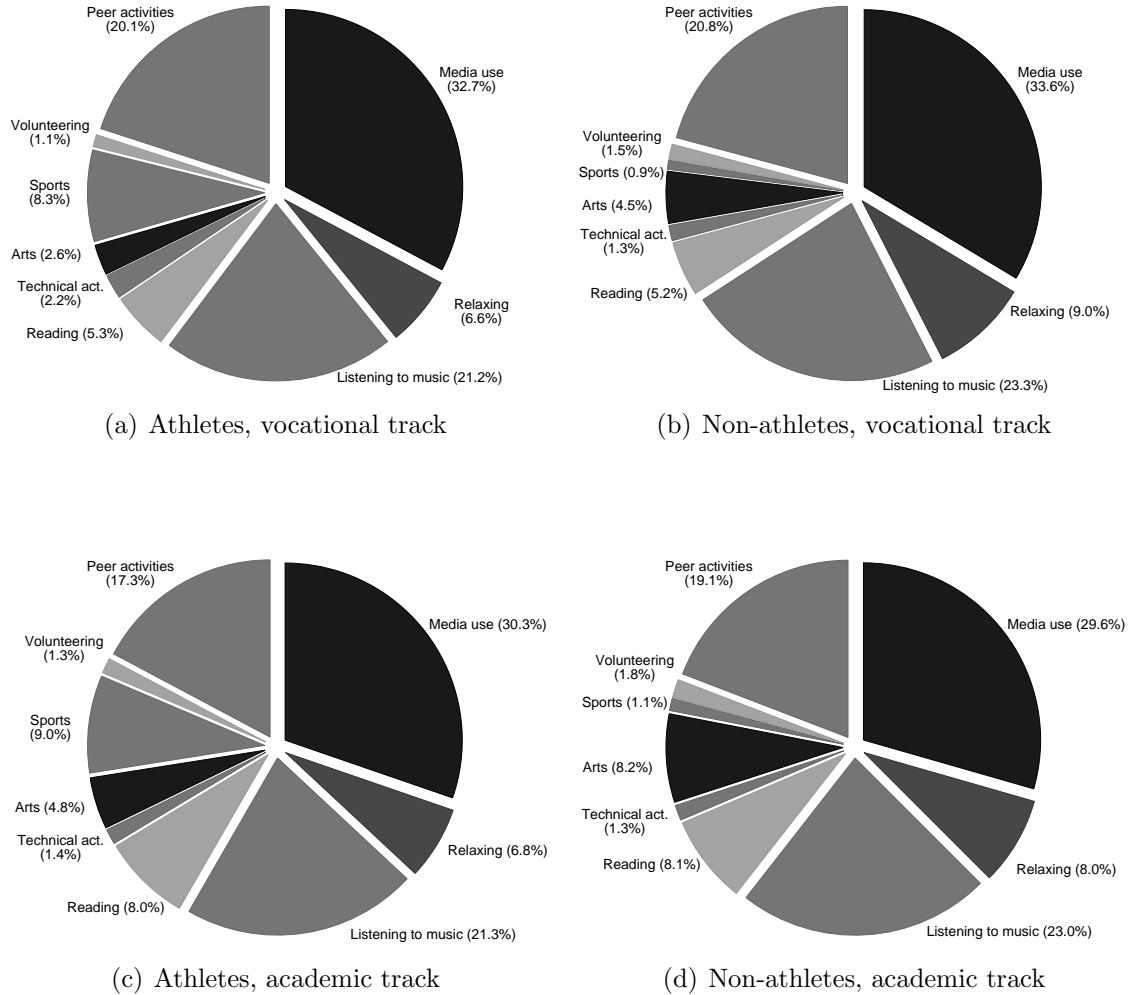 Peer activities
(20.1%)
Media use
(32.7%)
Volunteering
(1.1%)
Sports
(8.3%)
Arts (2.6%)
Technical act.
(2.2%)
Relaxing
(6.6%)
Reading (5.3%)
Listening to music (21.2%)
(a) Athletes, vocational track
Peer activities
(20.8%)
Media use
(33.6%)
Volunteering
(1.5%)
Sports (0.9%)
Arts (4.5%)
Technical act.
(1.3%)
Reading (5.2%)
Relaxing (9.0%)
Listening to music (23.3%)
(b) Non-athletes, vocational track
Peer activities
(17.3%)
Media use (30.3%)
Volunteering
(1.3%)
Sports
(9.0%)
Arts (4.8%)
Technical act.
(1.4%)
Relaxing (6.8%)
Reading (8.0%)
Listening to music (21.3%)
(c) Athletes, academic track
Peer activities
(19.1%)
Media use (29.6%)
Volunteering
(1.8%)
Sports (1.1%)
Arts (8.2%)
Technical act.
(1.3%)
Reading (8.1%)
Relaxing (8.0%)
Listening to music (23.0%)
(d) Non-athletes, academic track